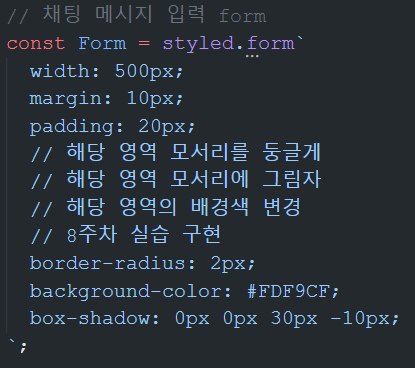 // 채팅 메시지 입력 form
const Form = styled.form`
width: 500px;
margin: 10px;
padding: 20px;
// 해당 영역 모서리를 둥글게
// 해당 영역 모서리에 그림자
// 해당 영역의 배경색 변경
// 8주차 실습 구현
border-radius: 2px;
background-color: #FDF9CF;
box-shadow: 0px 0px 30px -10px;
`;